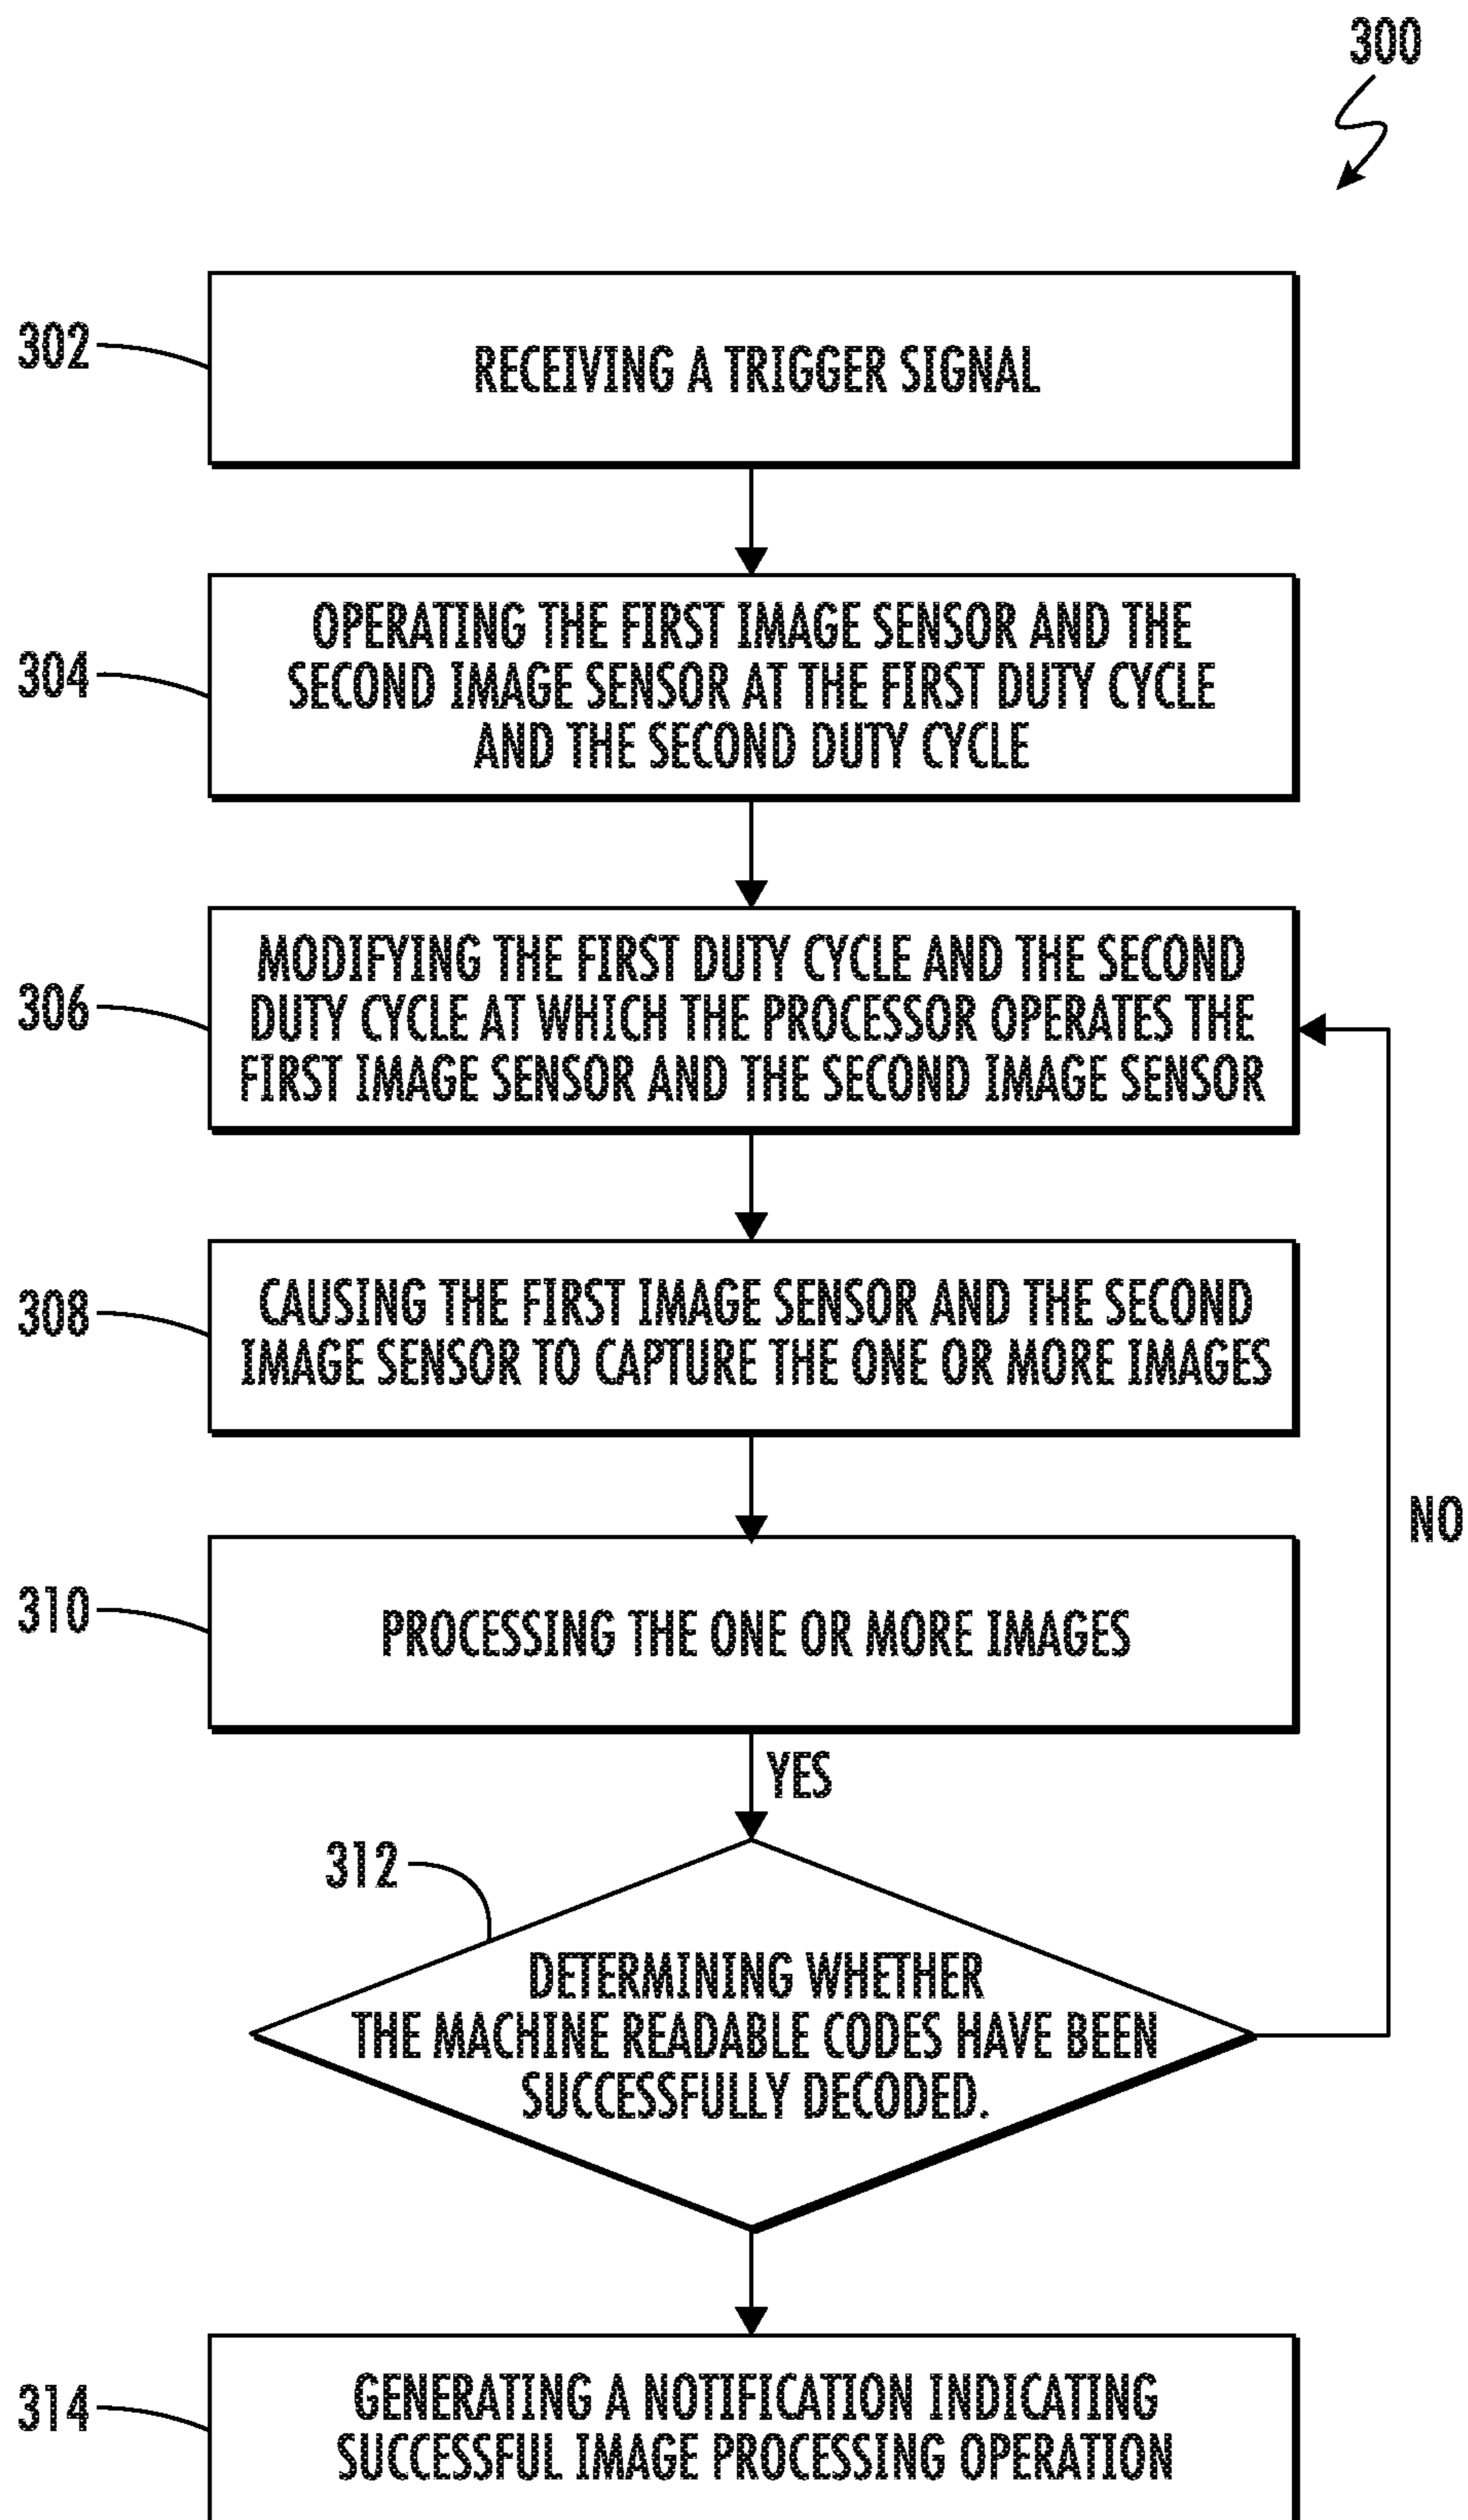 300
302
RECEIVING A TRIGGER SIGNAL
304
OPERATING THE FIRST IMAGE SENSOR AND THE
SECOND IMAGE SENSOR AT THE FIRST DUTY CYCLE
AND THE SECOND DUTY CYCLE
306
MODIFYING THE FIRST DUTY CYCLE AND THE SECOND
DUTY CYCLE AT WHICH THE PROCESSOR OPERATES THE
FIRST IMAGE SENSOR AND THE SECOND IMAGE SENSOR
308
CAUSING THE FIRST IMAGE SENSOR AND THE SECOND
IMAGE SENSOR TO CAPTURE THE ONE OR MORE IMAGES
NO
310
PROCESSING THE ONE OR MORE IMAGES
YES
312
DETERMINING WHETHER
THE MACHINE READABLE CODES HAVE BEEN
SUCCESSFULLY DECODED.
314
GENERATING A NOTIFICATION INDICATING
SUCCESSFUL IMAGE PROCESSING OPERATION